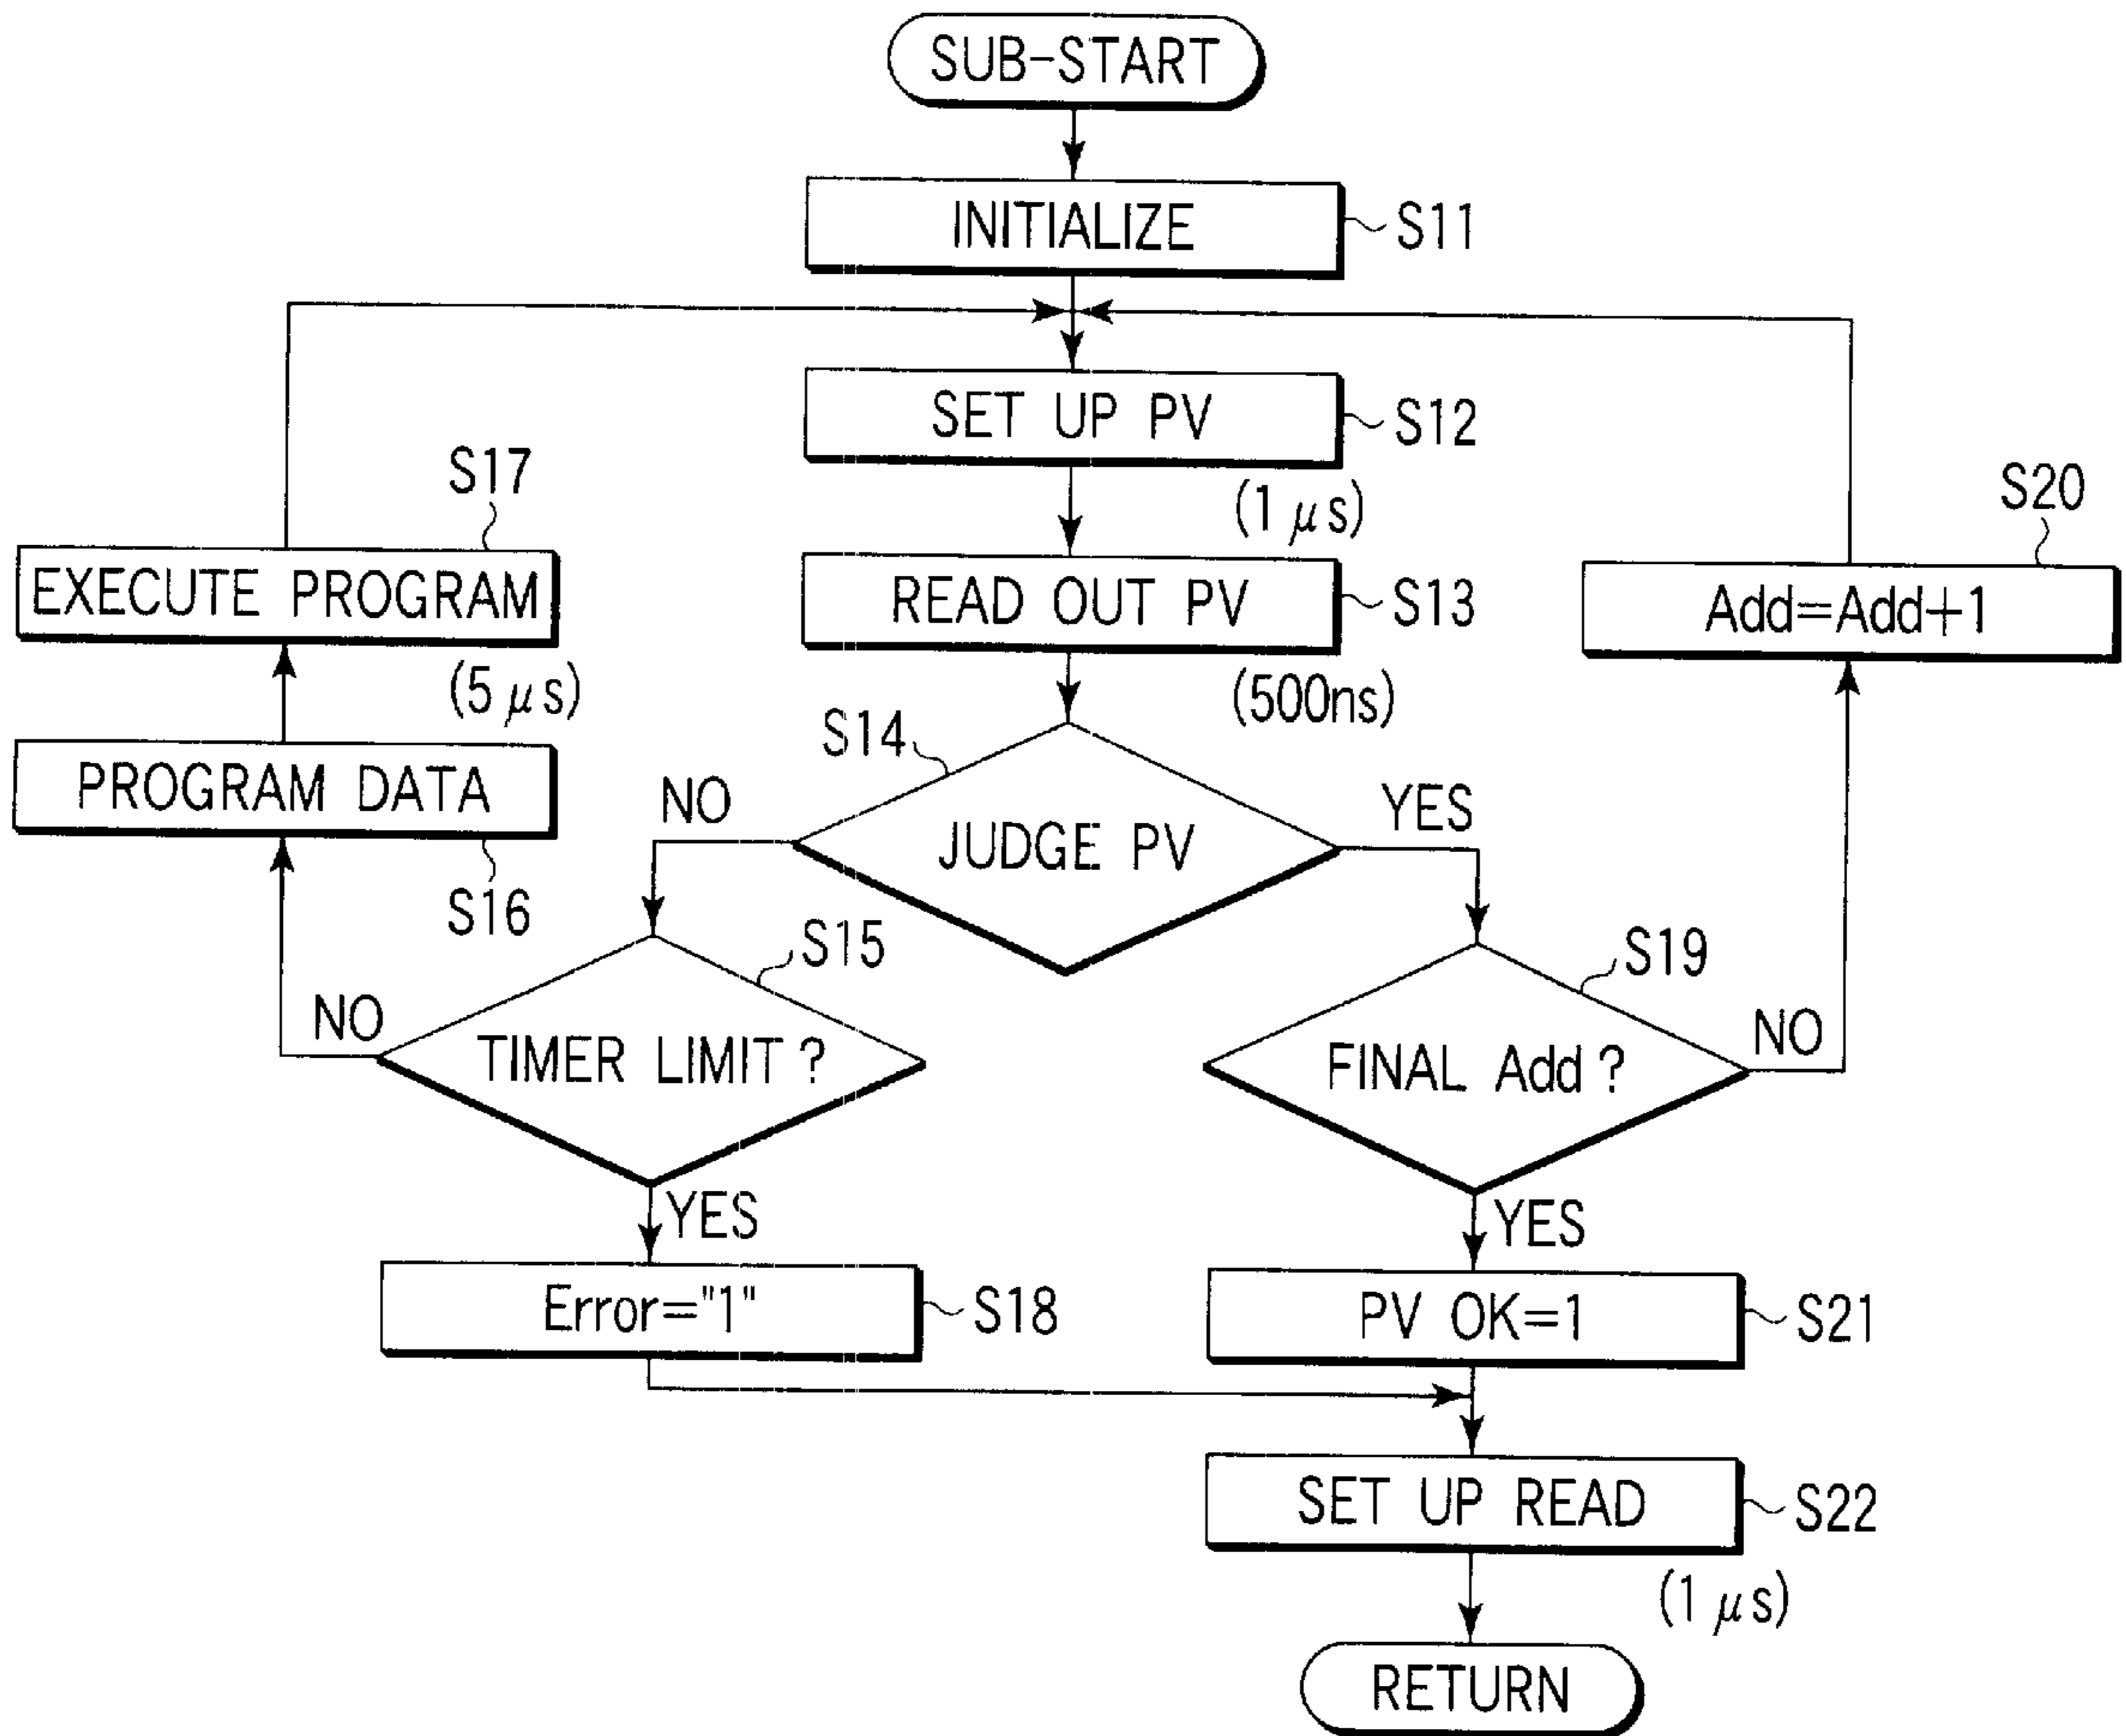 SUB-START
INITIALIZE
S11
SET UP PV
S12
(1 μs)
S17
EXECUTE PROGRAM
(5 μs)
READ OUT PV
S13
(500ns)
S20
Add=Add+1
PROGRAM DATA
S16
S14
NO
JUDGE PV
YES
S15
NO
TIMER LIMIT ?
YES
S19
FINAL Add ?
NO
YES
Error="1"
S18
PV OK=1
S21
SET UP READ
S22
(1 μs)
RETURN